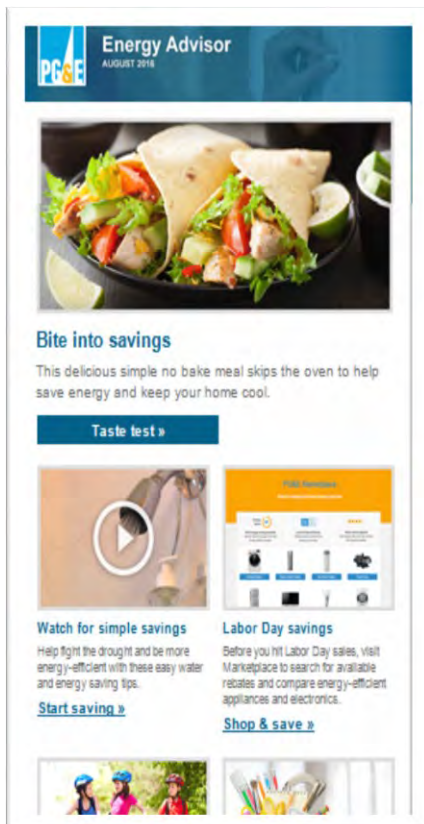 PG&E
Energy Advisor
AUGUST 2016
Bite into savings
This delicious simple no bake meal skips the oven to help
save energy and keep your home cool.
Taste test »
Watch for simple savings
Help fight the drought and be more
energy-efficient with these easy water
and energy saving tips.
Start saving »
Labor Day savings
Before you hit Labor Day sales, visit
Marketplace to search for available
rebates and compare energy-efficient
appliances and electronics.
Shop & save »